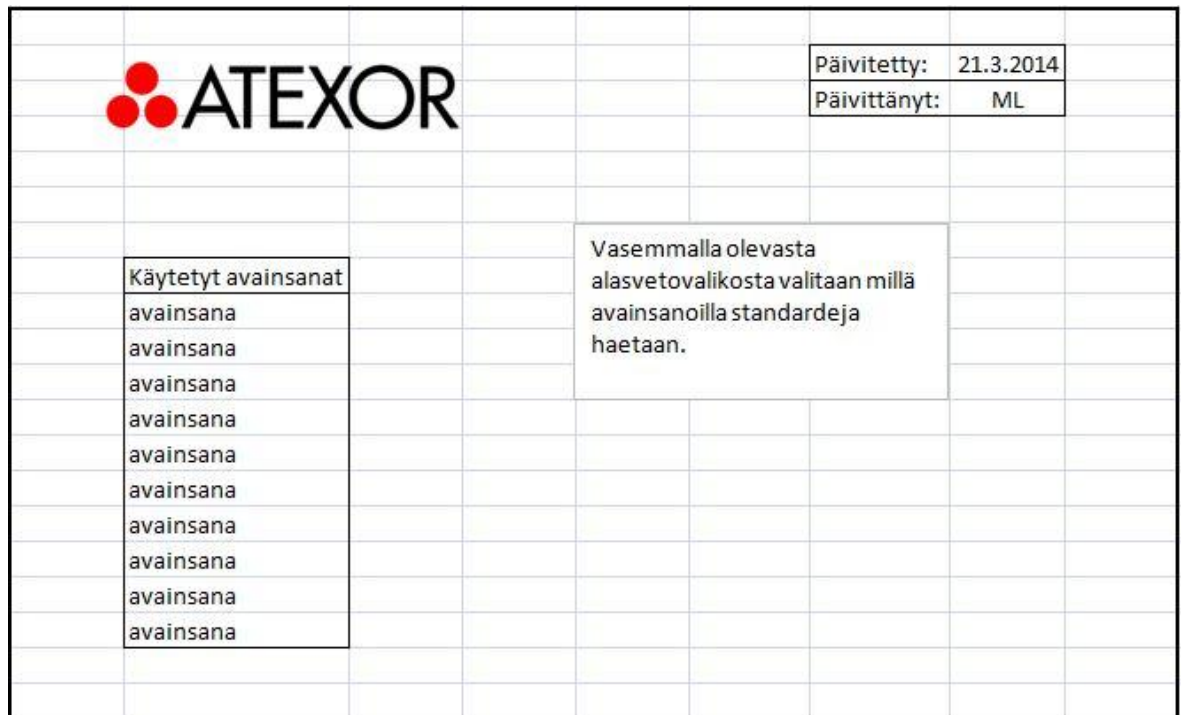 ATEXOR
Päivitetty: 21.3.2014
Päivittänyt: ML
Vasemmalla olevasta
alasvetovalikosta valitaan millä
avainsanoilla standardeja
haetaan.
Käytetyt avainsanat
avainsana
avainsana
avainsana
avainsana
avainsana
avainsana
avainsana
avainsana
avainsana
avainsana